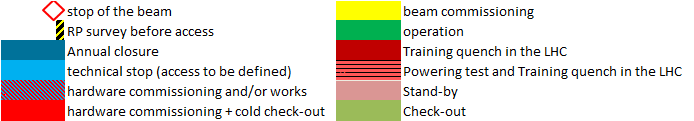 stop of the beam
RP survey before access
Annual closure
technical stop (access to be defined)
hardware commissioning and/or works
hardware commissioning + cold check-out
beam commissioning
operation
Training quench in the LHC
Powering test and Training quench in the LHC
Stand-by
Check-out